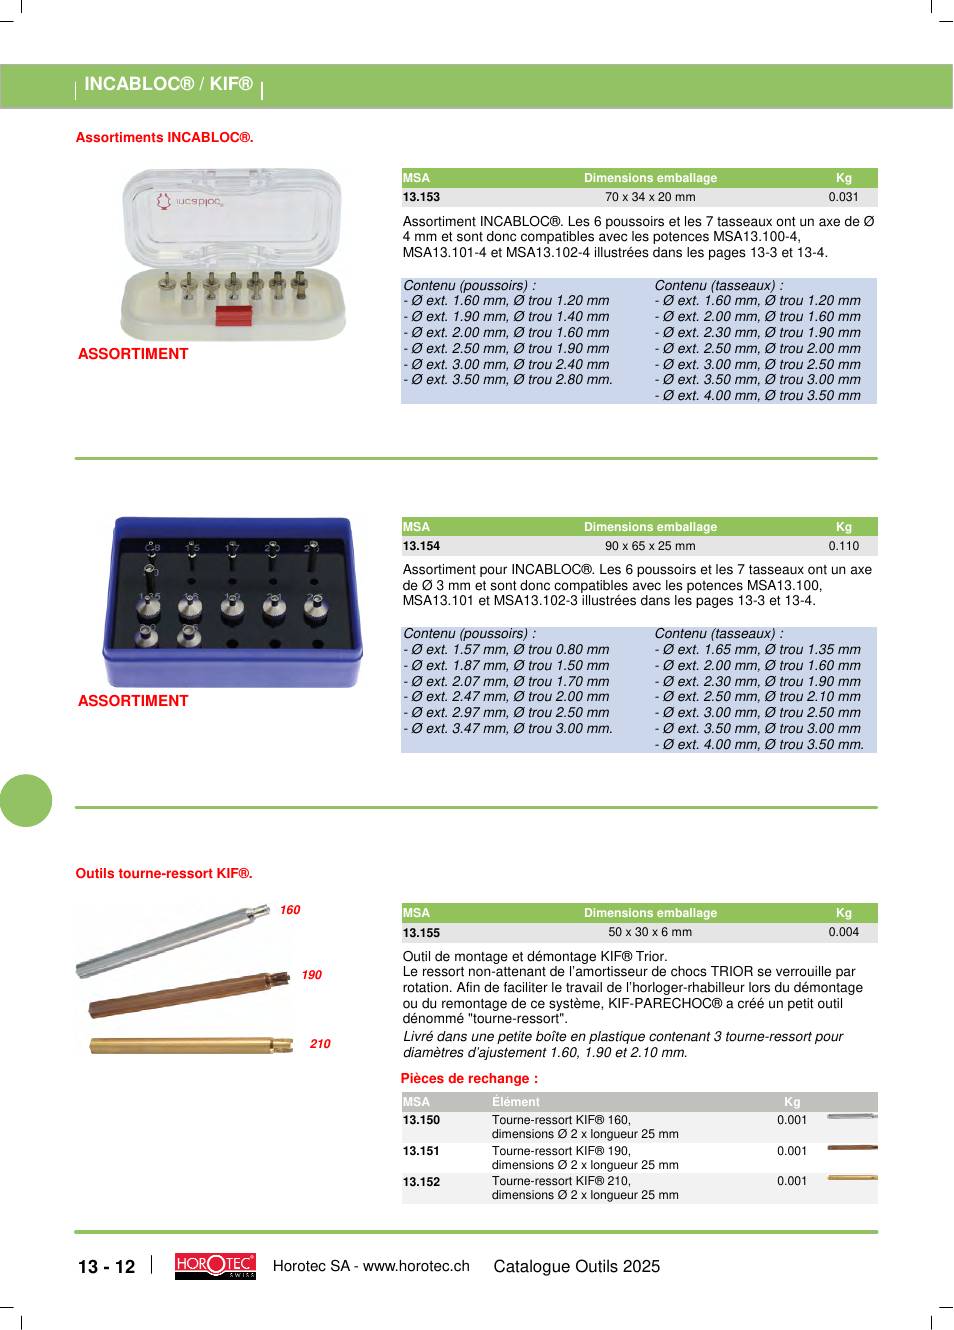 INCABLOC® / KIF®
Assortiments INCABLOC®.
incabloc®
ASSORTIMENT
MSA Dimensions emballage Kg
13.153 70 x 34 x 20 mm 0.031
Assortiment INCABLOC®. Les 6 poussoirs et les 7 tasseaux ont un axe de Ø
4 mm et sont donc compatibles avec les potences MSA13.100-4,
MSA13.101-4 et MSA13.102-4 illustrées dans les pages 13-3 et 13-4.
Contenu (poussoirs) :
- Ø ext. 1.60 mm, Ø trou 1.20 mm
- Ø ext. 1.90 mm, Ø trou 1.40 mm
- Ø ext. 2.00 mm, Ø trou 1.60 mm
- Ø ext. 2.50 mm, Ø trou 1.90 mm
- Ø ext. 3.00 mm, Ø trou 2.40 mm
- Ø ext. 3.50 mm, Ø trou 2.80 mm.
Contenu (tasseaux) :
- Ø ext. 1.60 mm, Ø trou 1.20 mm
- Ø ext. 2.00 mm, Ø trou 1.60 mm
- Ø ext. 2.30 mm, Ø trou 1.90 mm
- Ø ext. 2.50 mm, Ø trou 2.00 mm
- Ø ext. 3.00 mm, Ø trou 2.50 mm
- Ø ext. 3.50 mm, Ø trou 3.00 mm
- Ø ext. 4.00 mm, Ø trou 3.50 mm
ASSORTIMENT
MSA Dimensions emballage Kg
13.154 90 x 65 x 25 mm 0.110
Assortiment pour INCABLOC®. Les 6 poussoirs et les 7 tasseaux ont un axe
de Ø 3 mm et sont donc compatibles avec les potences MSA13.100,
MSA13.101 et MSA13.102-3 illustrées dans les pages 13-3 et 13-4.
Contenu (poussoirs) :
- Ø ext. 1.57 mm, Ø trou 0.80 mm
- Ø ext. 1.87 mm, Ø trou 1.50 mm
- Ø ext. 2.07 mm, Ø trou 1.70 mm
- Ø ext. 2.47 mm, Ø trou 2.00 mm
- Ø ext. 2.97 mm, Ø trou 2.50 mm
- Ø ext. 3.47 mm, Ø trou 3.00 mm.
Contenu (tasseaux) :
- Ø ext. 1.65 mm, Ø trou 1.35 mm
- Ø ext. 2.00 mm, Ø trou 1.60 mm
- Ø ext. 2.30 mm, Ø trou 1.90 mm
- Ø ext. 2.50 mm, Ø trou 2.10 mm
- Ø ext. 3.00 mm, Ø trou 2.50 mm
- Ø ext. 3.50 mm, Ø trou 3.00 mm
- Ø ext. 4.00 mm, Ø trou 3.50 mm.
Outils tourne-ressort KIF®.
160
190
210
MSA Dimensions emballage Kg
13.155 50 x 30 x 6 mm 0.004
Outil de montage et démontage KIF® Trior.
Le ressort non-attenant de l'amortisseur de chocs TRIOR se verrouille par
rotation. Afin de faciliter le travail de l'horloger-rhabilleur lors du démontage
ou du remontage de ce système, KIF-PARECHOC® a créé un petit outil
dénommé "tourne-ressort".
Livré dans une petite boîte en plastique contenant 3 tourne-ressort pour
diamètres d'ajustement 1.60, 1.90 et 2.10 mm.
Pièces de rechange :
MSA Élément Kg
13.150 Tourne-ressort KIF® 160, 0.001
dimensions Ø 2 x longueur 25 mm
13.151 Tourne-ressort KIF® 190, 0.001
dimensions Ø 2 x longueur 25 mm
13.152 Tourne-ressort KIF® 210, 0.001
dimensions Ø 2 x longueur 25 mm
13 - 12
HOROTEC®
SWISS
Horotec SA - www.horotec.ch Catalogue Outils 2025